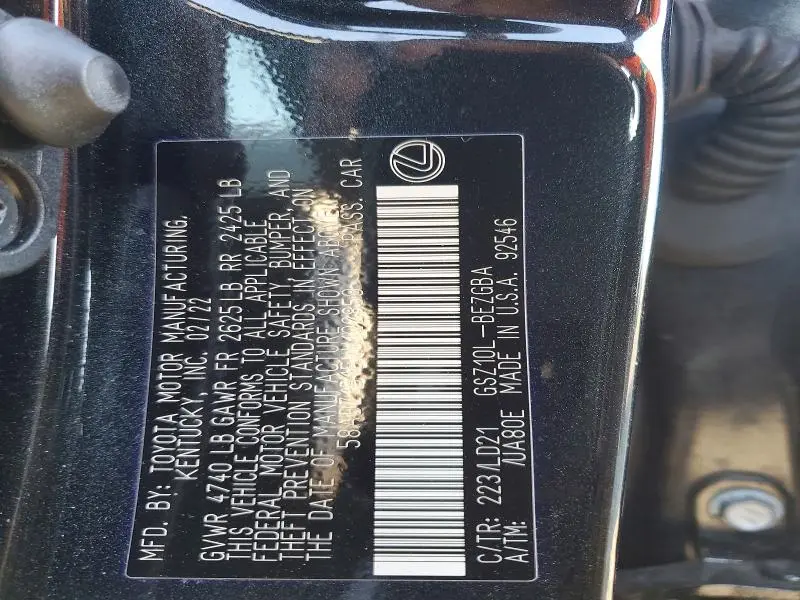 MFD. BY: TOYOTA MOTOR MANUFACTURING,
KENTUCKY, INC. 02/22
GVWR 4740 LB GAWR FR 2625 LB RR 2425 LB
THIS VEHICLE CONFORMS TO ALL APPLICABLE
FEDERAL MOTOR VEHICLE SAFETY, BUMPER, AND
THEFT PREVENTION STANDARDS IN EFFECT ON
THE DATE OF MANUFACTURE SHOWN ABOVE.
PASS. CAR
C/TR: 223/LD21 GSZ10L-BEZGBA
A/TM: /UA80E MADE IN U.S.A. 92546